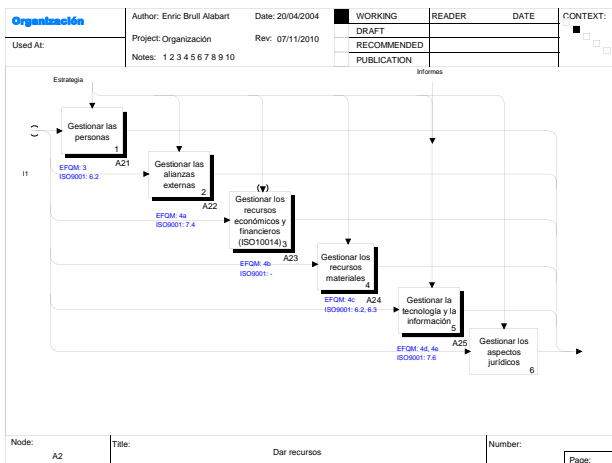 Organización
Used At:
Author: Enric Brull Alabart
Date: 20/04/2004
Project: Organización
Rev: 07/11/2010
Notes: 1 2 3 4 5 6 7 8 9 10
WORKING
DRAFT
RECOMMENDED
PUBLICATION
READER
DATE
CONTEXT:
Estrategia
Informes
I1
Gestionar las
personas
1
A21
EFQM: 3
ISO9001: 6.2
Gestionar las
alianzas
externas
2
A22
EFQM: 4a
ISO9001: 7.4
Gestionar los
recursos
económicos y
financieros
(ISO10014) 3
A23
EFQM: 4b
ISO9001: -
Gestionar los
recursos
materiales
4
A24
EFQM: 4c
ISO9001: 6.2, 6.3
Gestionar la
tecnología y la
información
5
A25
EFQM: 4d, 4e
ISO9001: 7.6
Gestionar los
aspectos
jurídicos
6
Node:
A2
Title:
Dar recursos
Number:
Page: